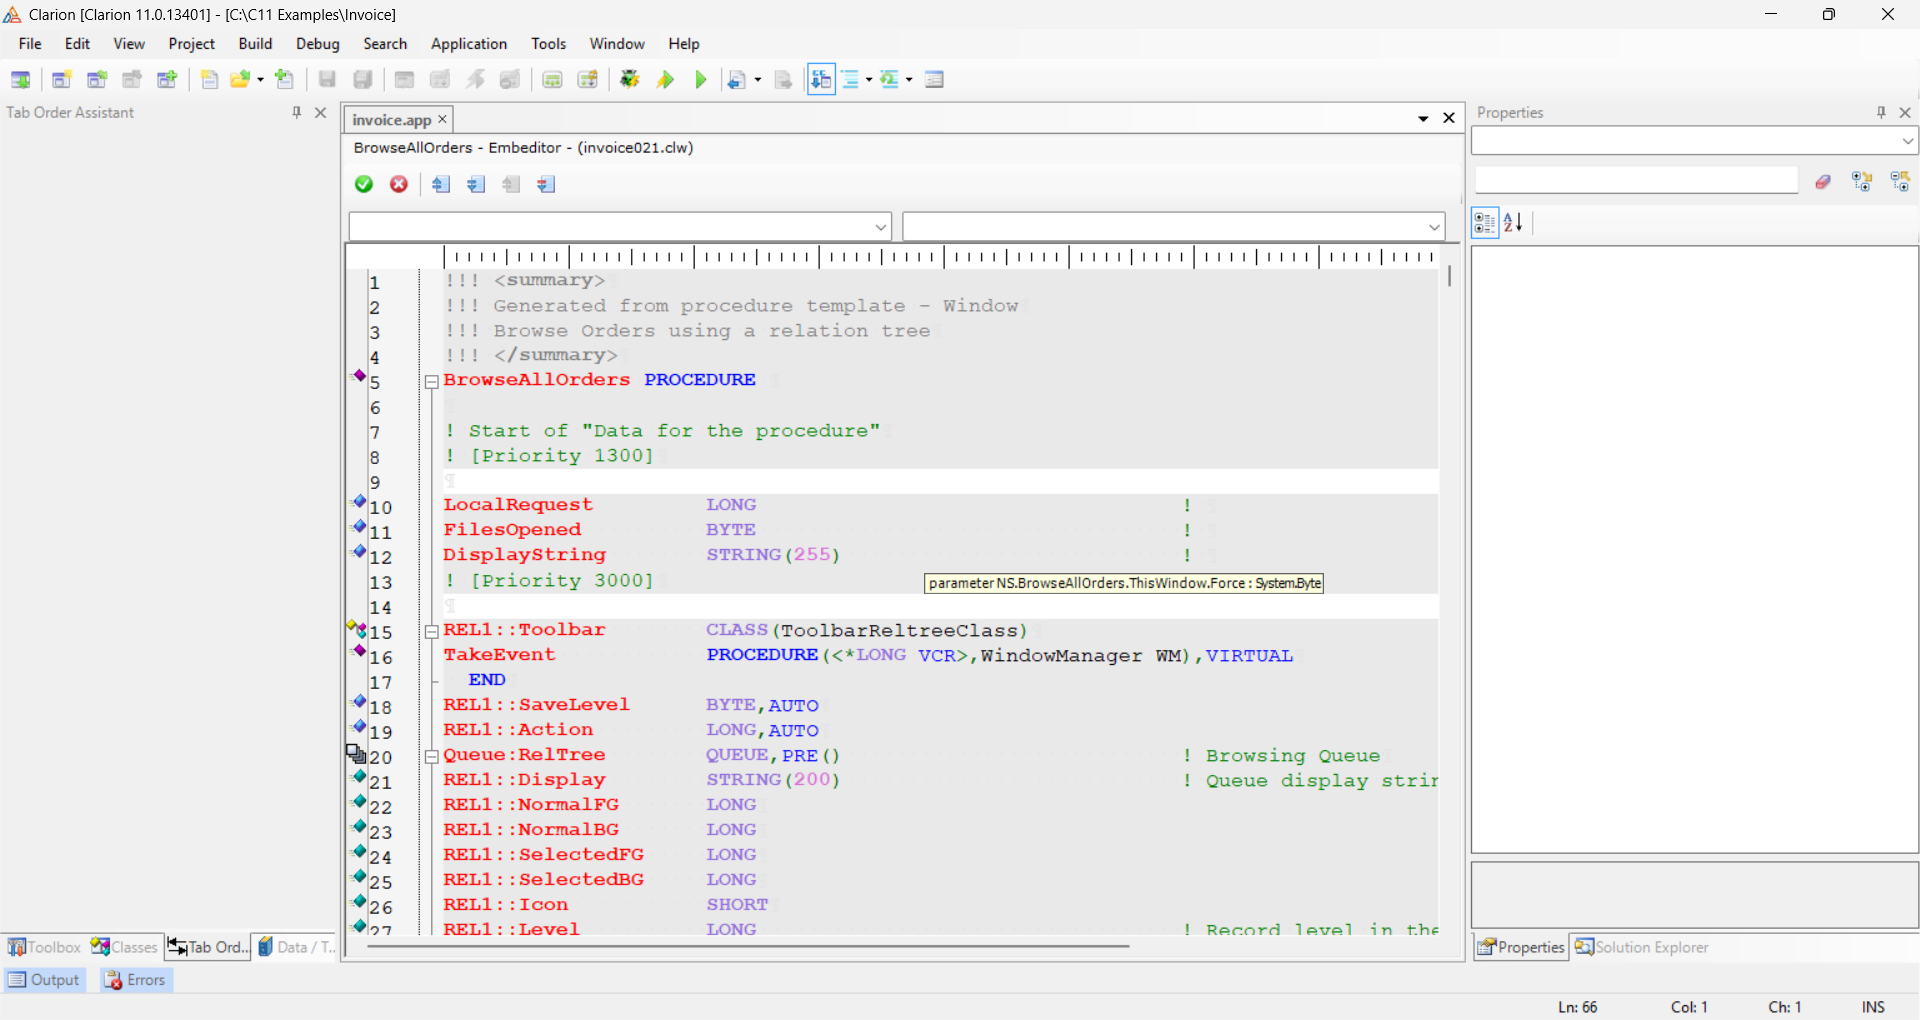 Clarion [Clarion 11.0.13401] - [C:\C11 Examples\Invoice]
File Edit View Project Build Debug Search Application Tools Window Help
Tab Order Assistant
invoice.app
Properties
BrowseAllOrders - Embeditor - (invoice021.clw)
1 !!! <summary>
2 !!! Generated from procedure template - Window
3 !!! Browse Orders using a relation tree
4 !!! </summary>
5 BrowseAllOrders PROCEDURE
6
7 ! Start of "Data for the procedure"
8 ! [Priority 1300]
9
10 LocalRequest LONG !
11 FilesOpened BYTE !
12 DisplayString STRING(255) !
13 ! [Priority 3000]
parameter NS.BrowseAllOrders.ThisWindow.Force : System.Byte
14
15 REL1::Toolbar CLASS(ToolbarReltreeClass)
16 TakeEvent PROCEDURE(<*LONG VCR>,WindowManager WM),VIRTUAL
17 END
18 REL1::SaveLevel BYTE,AUTO
19 REL1::Action LONG,AUTO
20 Queue:RelTree QUEUE,PRE() ! Browsing Queue
21 REL1::Display STRING(200) ! Queue display strin
22 REL1::NormalFG LONG
23 REL1::NormalBG LONG
24 REL1::SelectedFG LONG
25 REL1::SelectedBG LONG
26 REL1::Icon SHORT
27 REL1::Level LONG ! Record level in the
Toolbox Classes Tab Ord... Data / T...
Properties Solution Explorer
Output Errors
Ln: 66 Col: 1 Ch: 1 INS